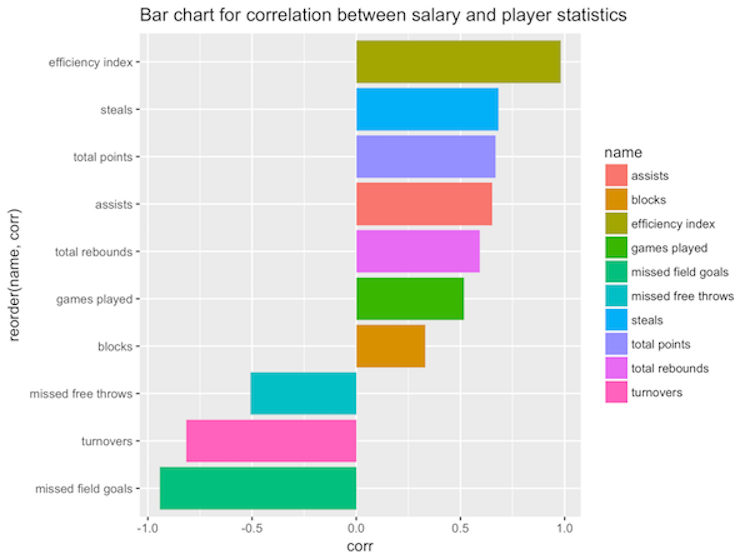 Bar chart for correlation between salary and player statistics
efficiency index
steals
total points
assists
total rebounds
games played
blocks
missed free throws
turnovers
missed field goals
reorder(name, corr)
-1.0 -0.5 0.0 0.5 1.0
corr
name
assists
blocks
efficiency index
games played
missed field goals
missed free throws
steals
total points
total rebounds
turnovers